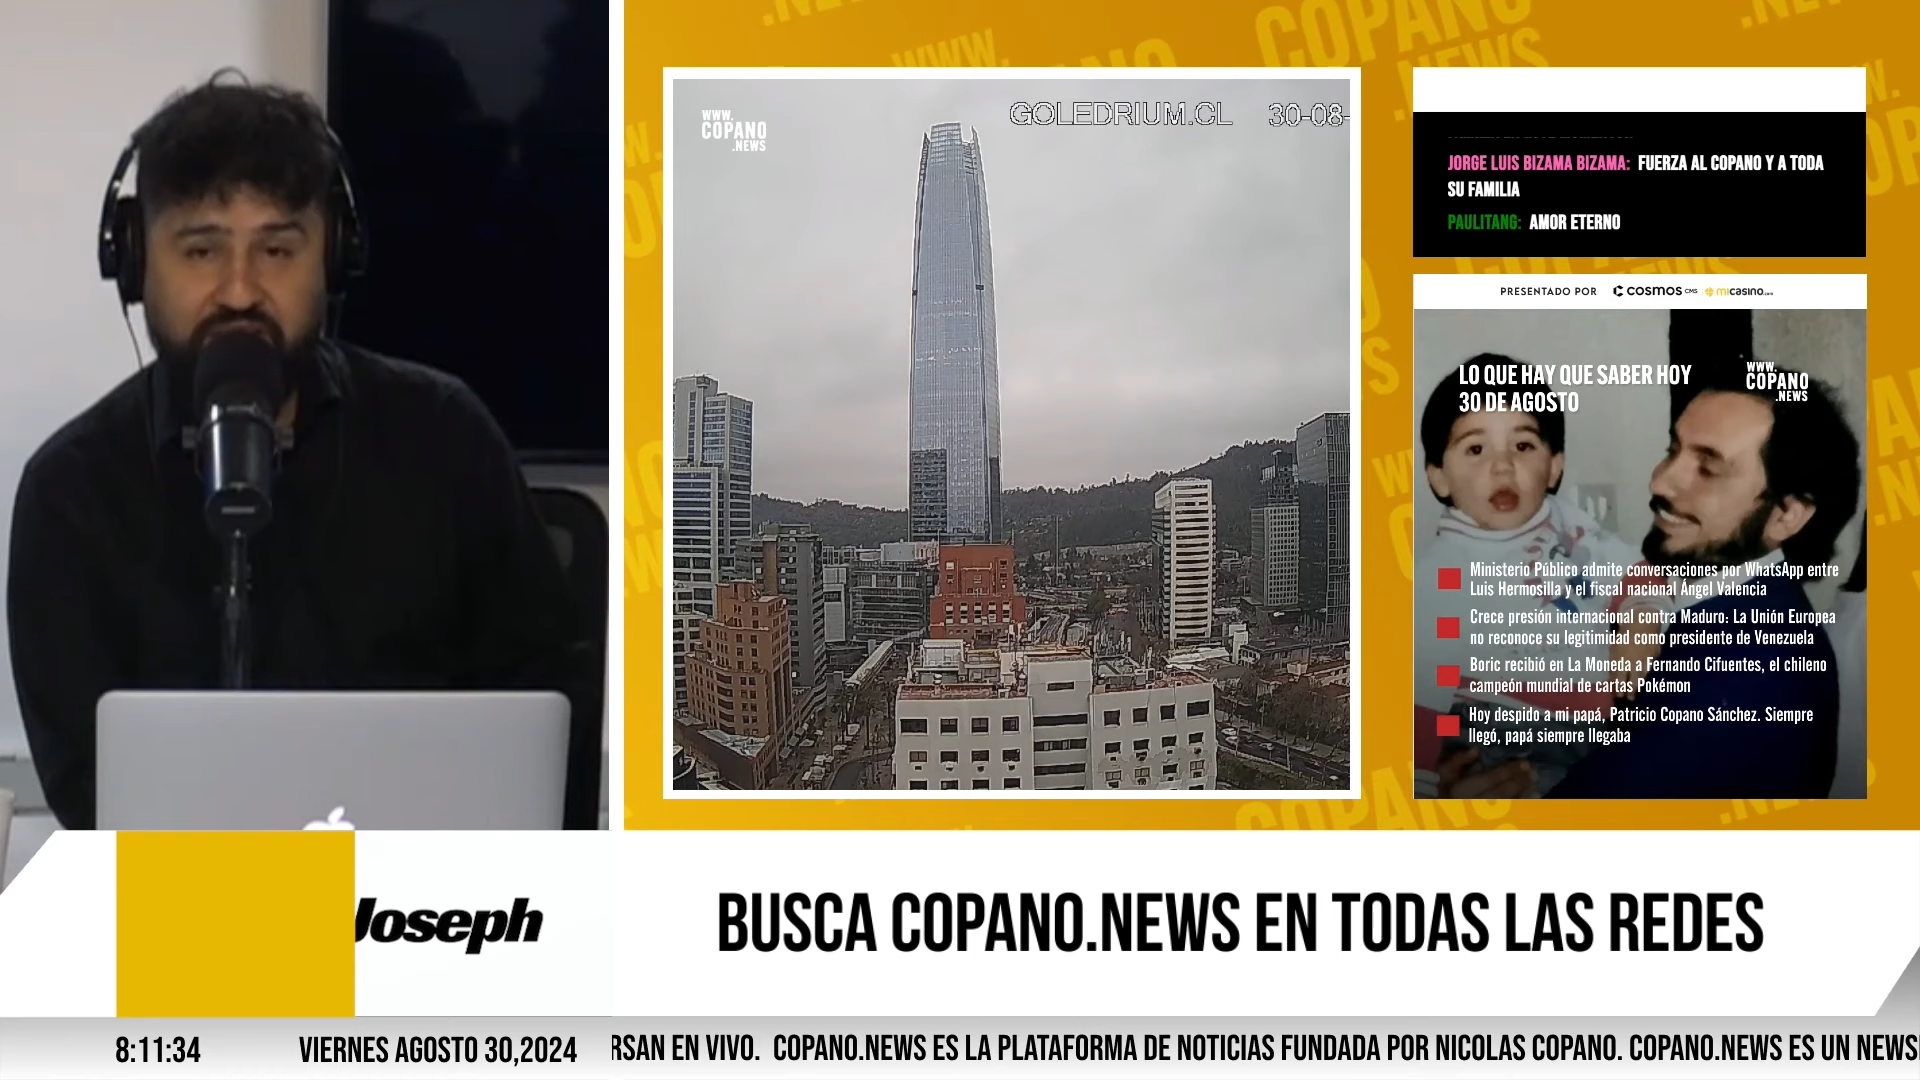 WWW.
COPANO
.NEWS
GOLEDRIUM.CL 30-08-
JORGE LUIS BIZAMA BIZAMA: FUERZA AL COPANO Y A TODA
SU FAMILIA
PAULITANG: AMOR ETERNO
PRESENTADO POR COSMOS CMS micasino.com
LO QUE HAY QUE SABER HOY
30 DE AGOSTO
WWW.
COPANO
.NEWS
Ministerio Público admite conversaciones por WhatsApp entre
Luis Hermosilla y el fiscal nacional Ángel Valencia
Crece presión internacional contra Maduro: La Unión Europea
no reconoce su legitimidad como presidente de Venezuela
Boric recibió en La Moneda a Fernando Cifuentes, el chileno
campeón mundial de cartas Pokémon
Hoy despido a mi papá, Patricio Copano Sánchez. Siempre
llegó, papá siempre llegaba
Joseph
BUSCA COPANO.NEWS EN TODAS LAS REDES
8:11:34 VIERNES AGOSTO 30,2024
RSAN EN VIVO. COPANO.NEWS ES LA PLATAFORMA DE NOTICIAS FUNDADA POR NICOLAS COPANO. COPANO.NEWS ES UN NEWS